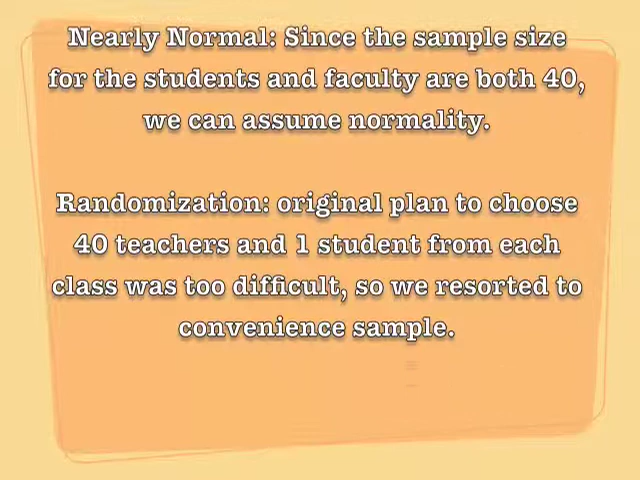 Nearly Normal: Since the sample size
for the students and faculty are both 40,
we can assume normality.
Randomization: original plan to choose
40 teachers and 1 student from each
class was too difficult, so we resorted to
convenience sample.